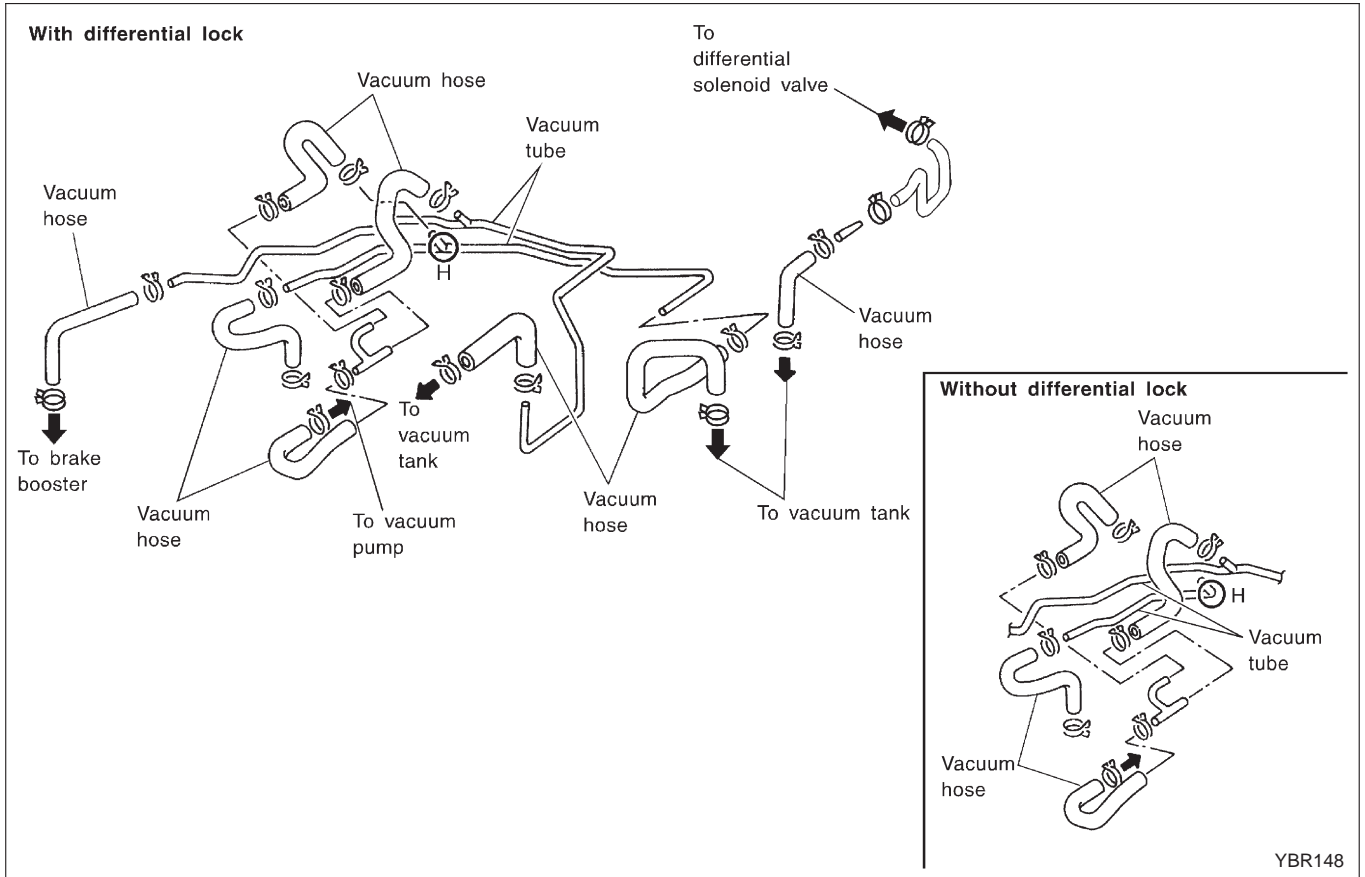 With differential lock
To
differential
solenoid valve
Vacuum hose
Vacuum
tube
Vacuum
hose
H
Vacuum
hose
To
vacuum
tank
To brake
booster
Vacuum
hose
To vacuum
pump
Vacuum
hose
To vacuum tank
Without differential lock
Vacuum
hose
H
Vacuum
tube
Vacuum
hose
YBR148